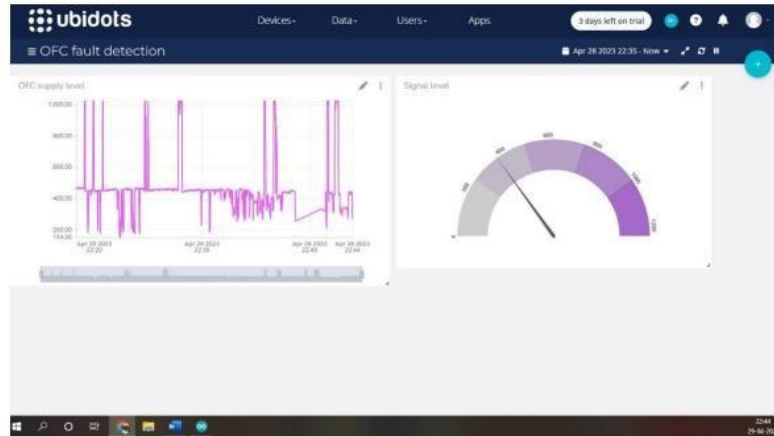 ubidots
Devices
Data
Users
Apps
3 days left on trial
OFC fault detection
Apr 28 2023 22:35 - Now
OFC supply level
Signal level
1,000.00
800.00
600.00
400.00
200.00
154.00
Apr 29 2023
22:20
Apr 29 2023
22:30
Apr 29 2023
22:40
Apr 29 2023
22:44
0
200
400
600
800
1000
1200
22:44